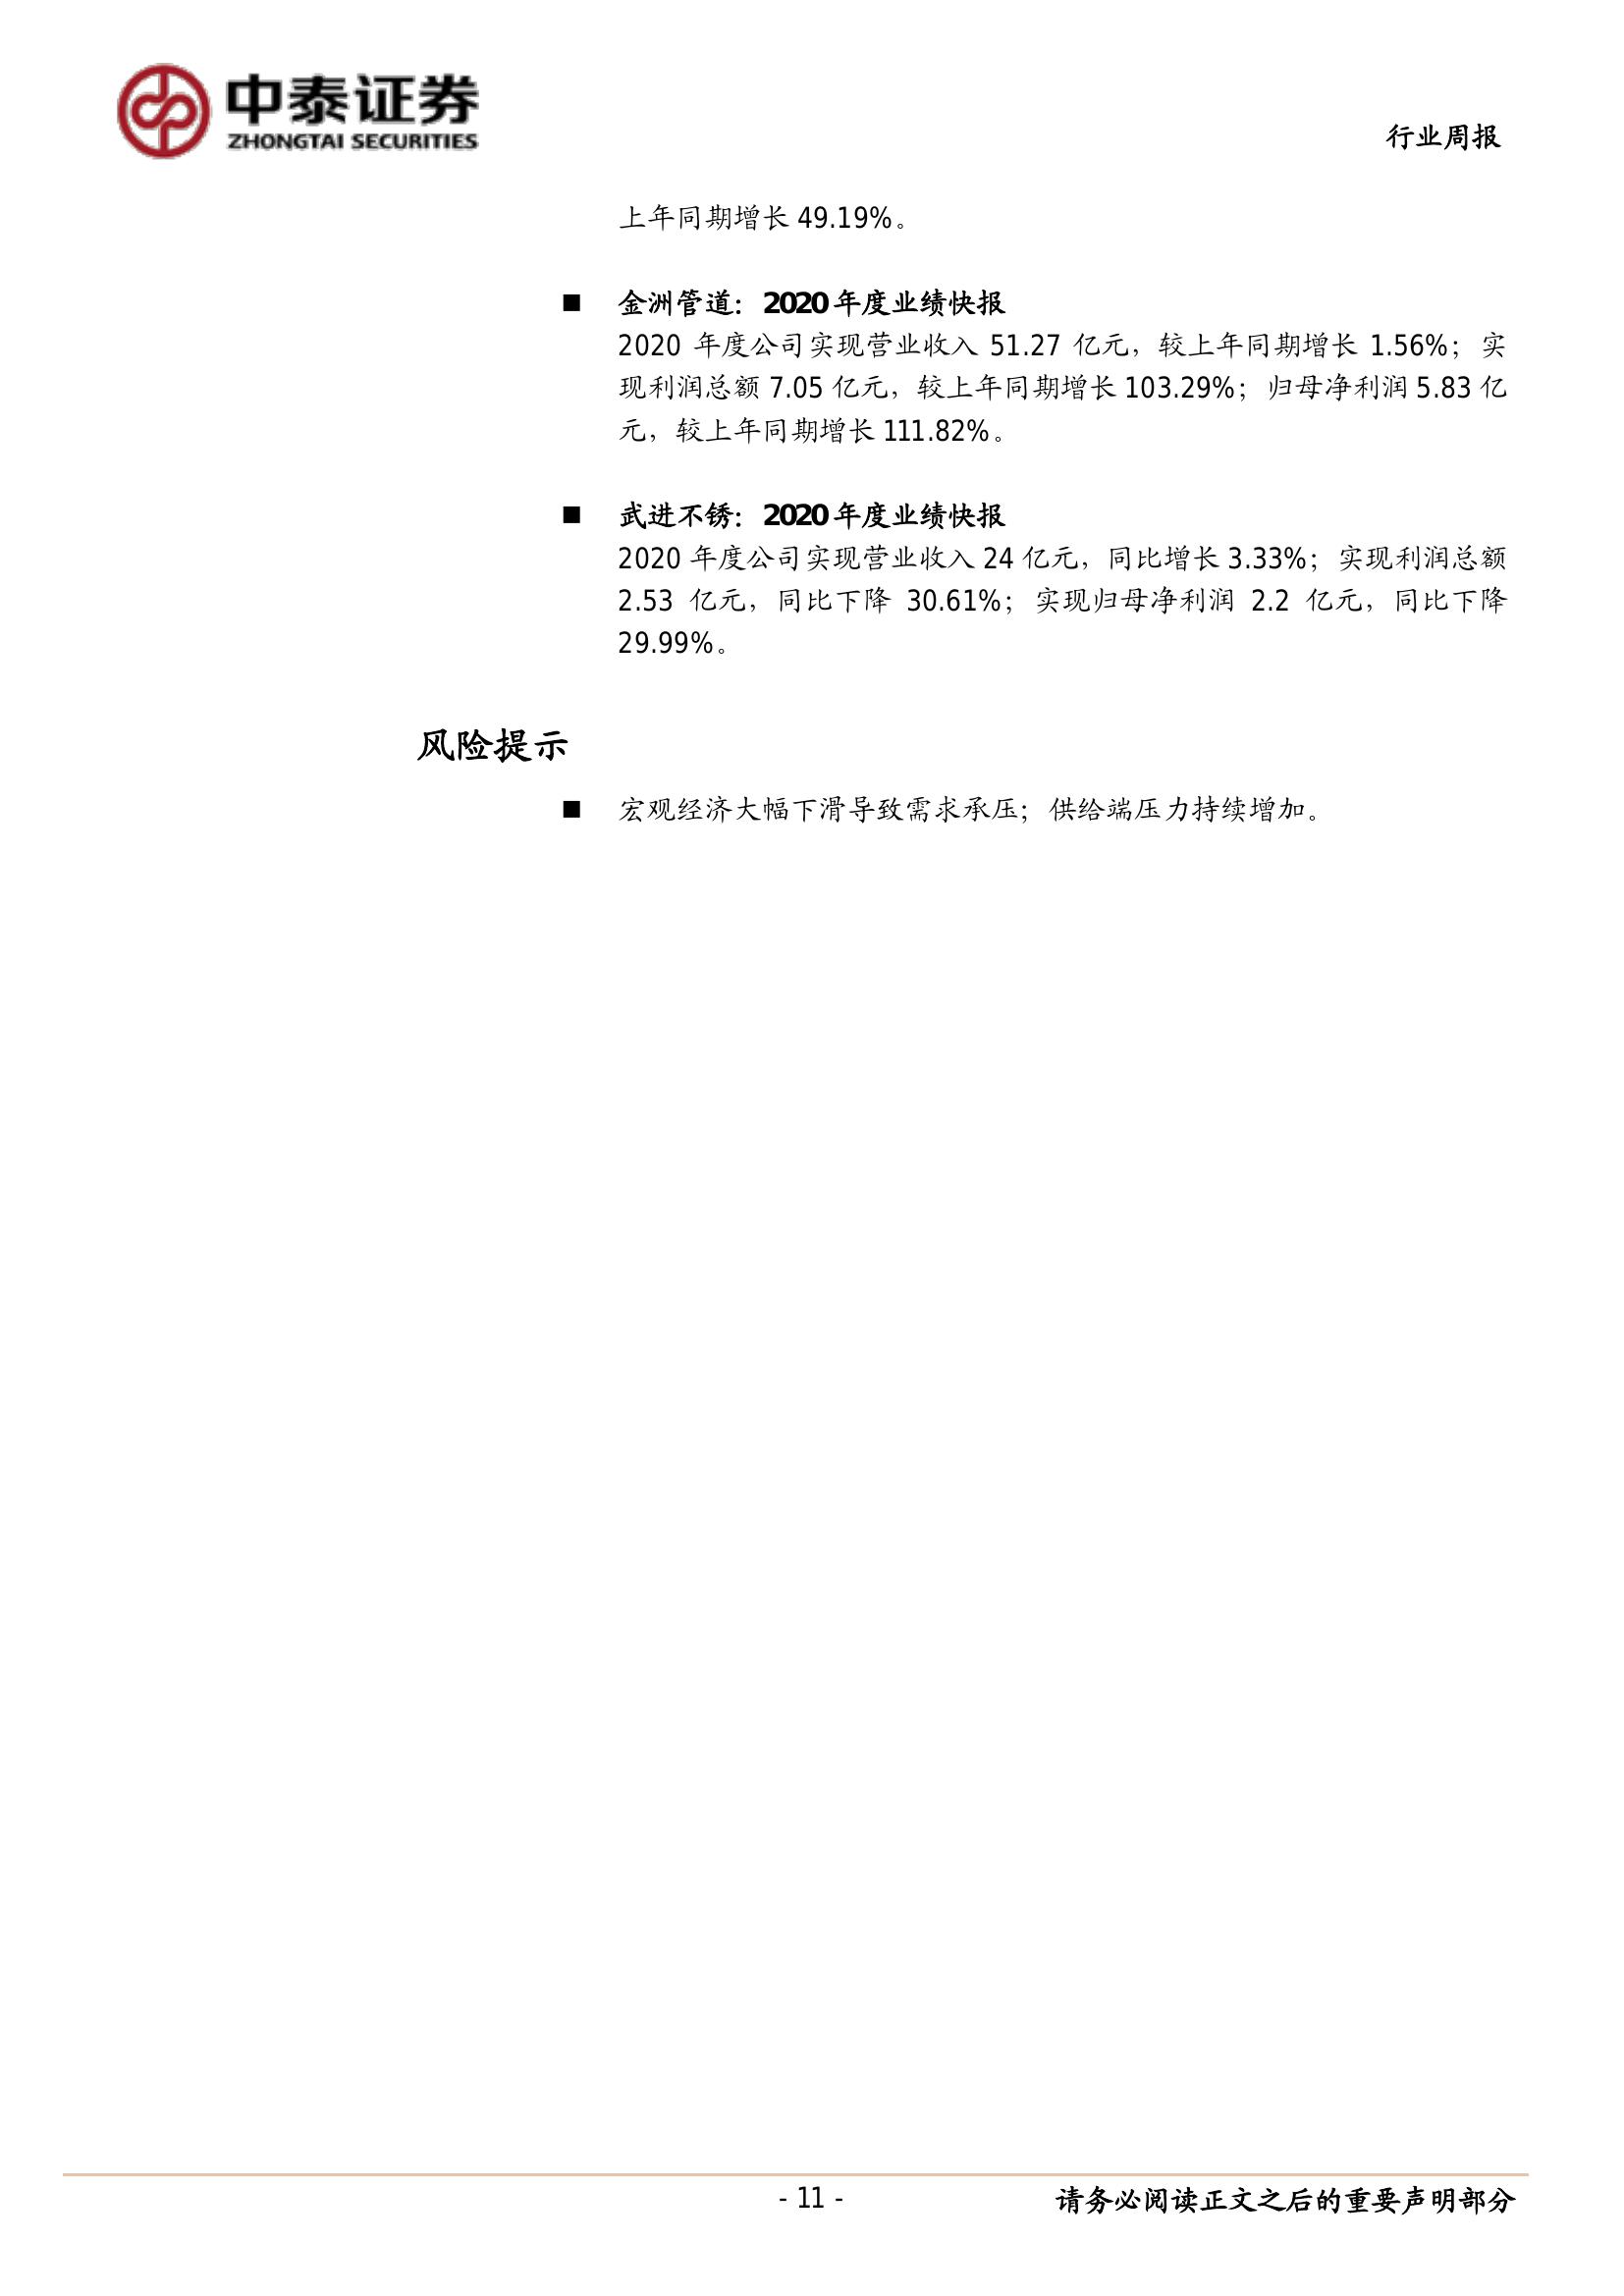 中泰证券
ZHONGTAI SECURITIES
行业周报
上年同期增长 49.19%。
■ 金洲管道：2020 年度业绩快报
2020 年度公司实现营业收入 51.27 亿元，较上年同期增长 1.56%；实
现利润总额 7.05 亿元，较上年同期增长 103.29%；归母净利润 5.83 亿
元，较上年同期增长 111.82%。
■ 武进不锈：2020 年度业绩快报
2020 年度公司实现营业收入 24 亿元，同比增长 3.33%；实现利润总额
2.53 亿元，同比下降 30.61%；实现归母净利润 2.2 亿元，同比下降
29.99%。
风险提示
■ 宏观经济大幅下滑导致需求承压；供给端压力持续增加。
- 11 -
请务必阅读正文之后的重要声明部分